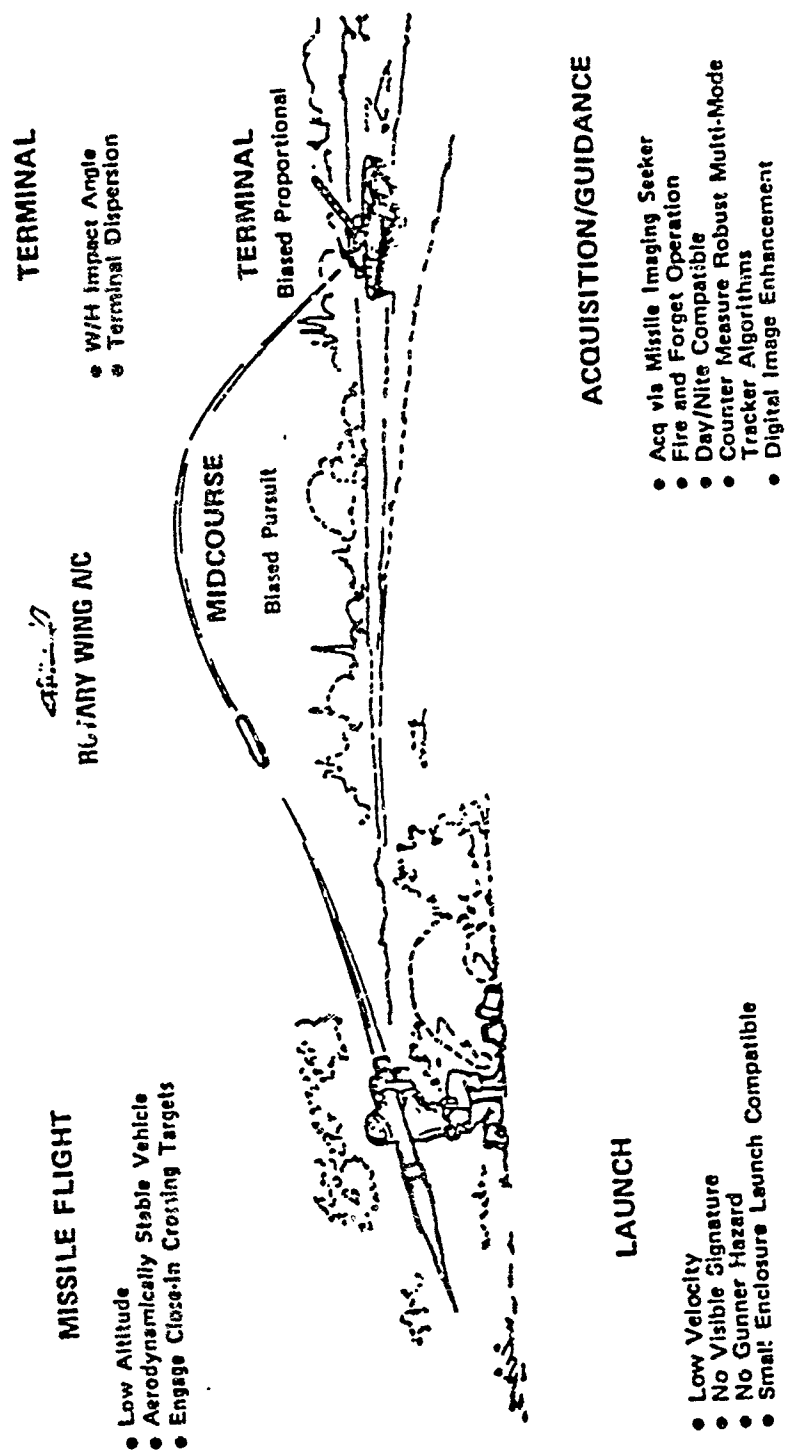 MISSILE FLIGHT
● Low Altitude
● Aerodynamically Stable Vehicle
● Engage Close-In Crossing Targets
ROTARY WING A/C
TERMINAL
● W/H Impact Angle
● Terminal Dispersion
MIDCOURSE
Biased Pursuit
TERMINAL
Biased Proportional
LAUNCH
● Low Velocity
● No Visible Signature
● No Gunner Hazard
● Small Enclosure Launch Compatible
ACQUISITION/GUIDANCE
● Acq via Missile Imaging Seeker
● Fire and Forget Operation
● Day/Nite Compatible
● Counter Measure Robust Multi-Mode
Tracker Algorithms
● Digital Image Enhancement